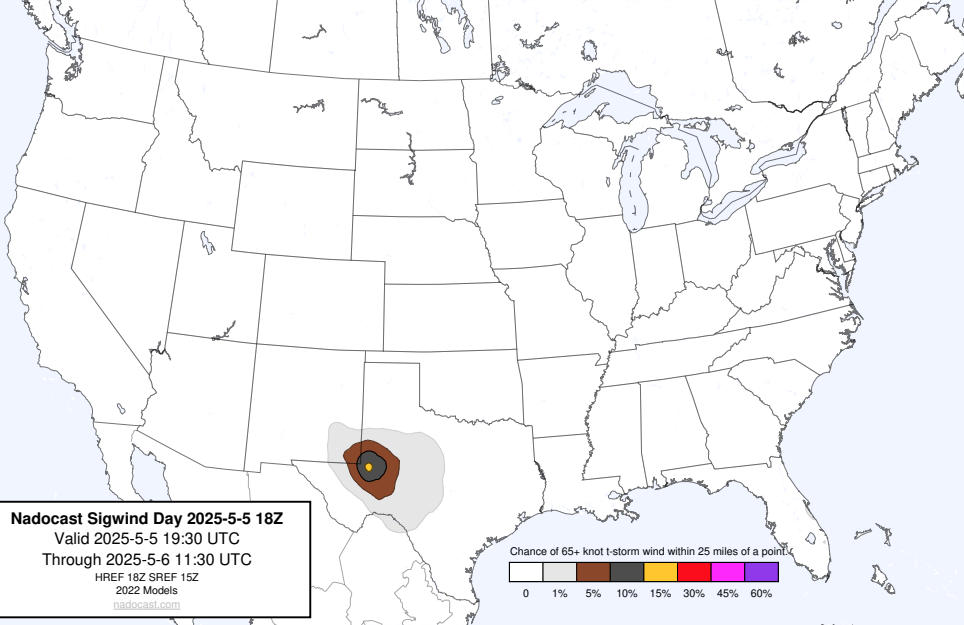 Nadocast Sigwind Day 2025-5-5 18Z
Valid 2025-5-5 19:30 UTC
Through 2025-5-6 11:30 UTC
HREF 18Z SREF 15Z
2022 Models
nadocast.com
Chance of 65+ knot t-storm wind within 25 miles of a point.
0 1% 5% 10% 15% 30% 45% 60%